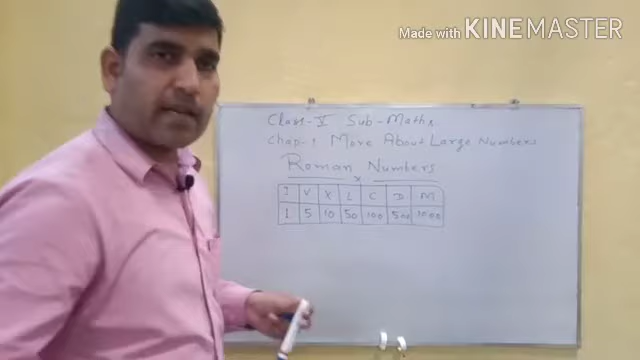 Made with KINEMASTER
Class-V Sub-Maths
Chap-1 More About Large Numbers
Roman Numbers
I V X L C D M
1 5 10 50 100 500 1000